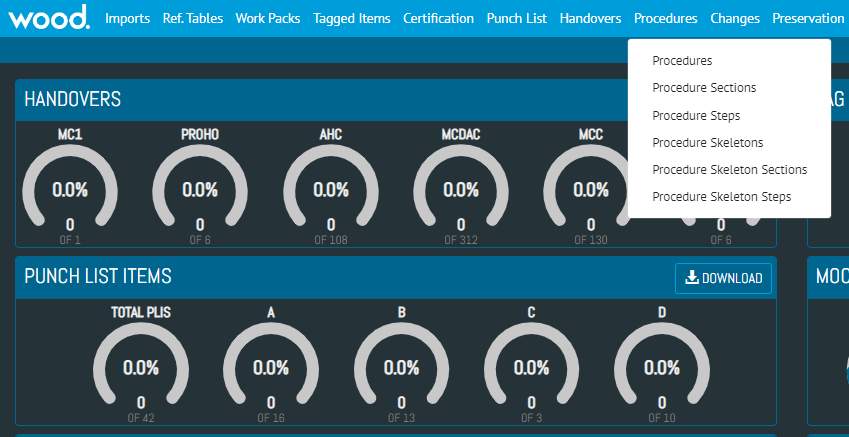 wood.
Imports Ref. Tables Work Packs Tagged Items Certification Punch List Handovers Procedures Changes Preservation
Procedures
Procedure Sections
Procedure Steps
Procedure Skeletons
Procedure Skeleton Sections
Procedure Skeleton Steps
HANDOVERS
AG
MC1 PROHO AHC MCDAC MCC
0.0% 0.0% 0.0% 0.0% 0.0%
0 0 0 0 0 0
OF 1 OF 6 OF 108 OF 312 OF 130 OF 6
PUNCH LIST ITEMS DOWNLOAD MOC
TOTAL PLIS A B C D
0.0% 0.0% 0.0% 0.0% 0.0%
0 0 0 0 0
OF 42 OF 16 OF 13 OF 3 OF 10